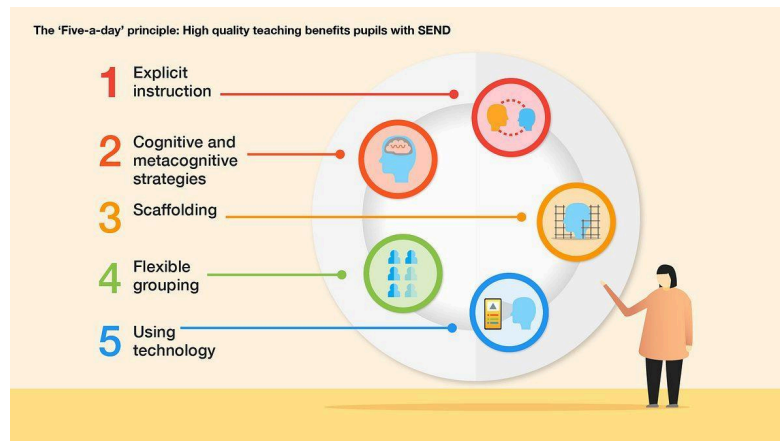 The ‘Five-a-day’ principle: High quality teaching benefits pupils with SEND
1 Explicit
instruction
2 Cognitive and
metacognitive
strategies
3 Scaffolding
4 Flexible
grouping
5 Using
technology